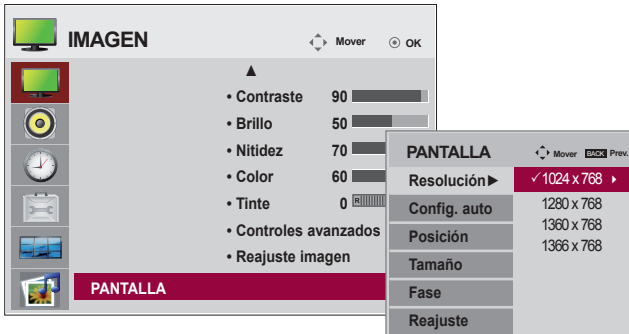 IMAGEN
Mover
OK
• Contraste 90
• Brillo 50
• Nitidez 70
• Color 60
• Tinte 0 R
• Controles avanzados
• Reajuste imagen
PANTALLA
PANTALLA
Mover
BACK Prev.
Resolución►
✓1024 x 768
1280 x 768
1360 x 768
1366 x 768
Config. auto
Posición
Tamaño
Fase
Reajuste